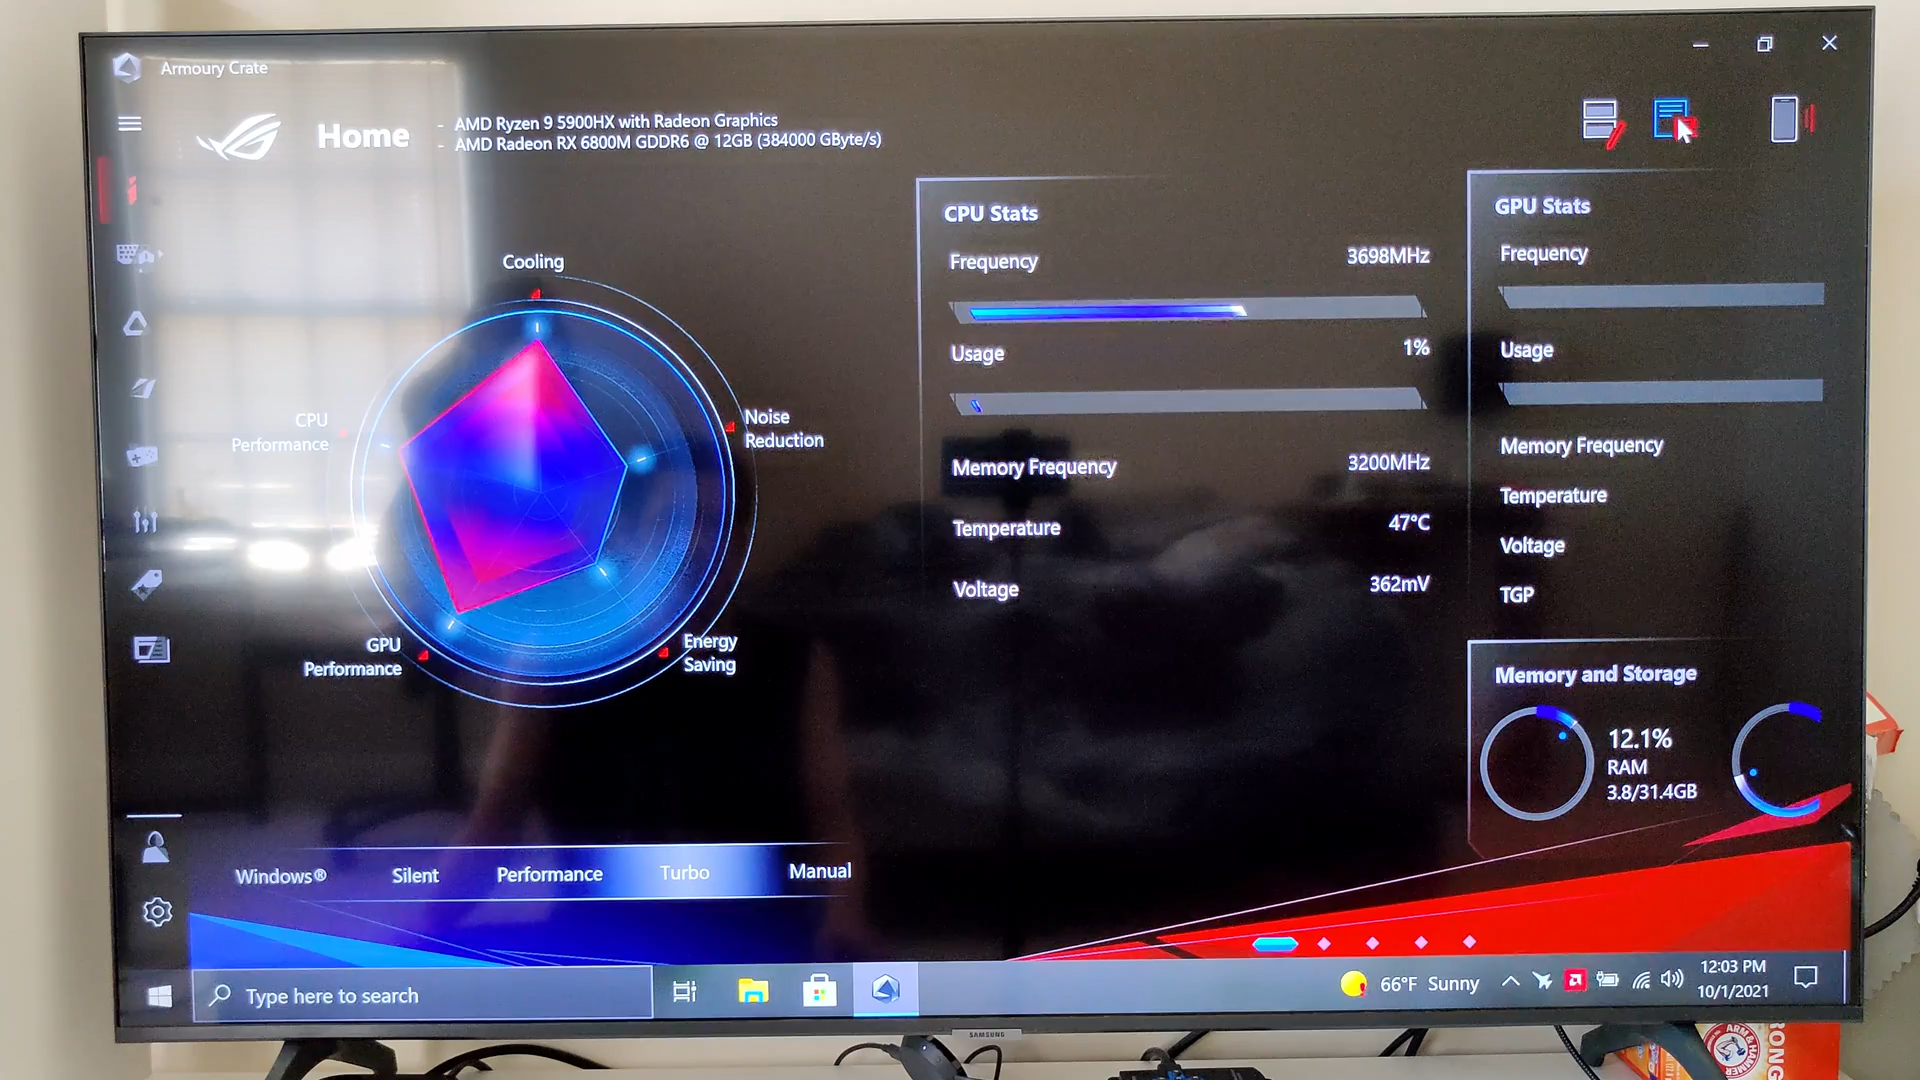 Armoury Crate
Home
- AMD Ryzen 9 5900HX with Radeon Graphics
- AMD Radeon RX 6800M GDDR6 @ 12GB (384000 GByte/s)
Cooling
CPU
Performance
Noise
Reduction
GPU
Performance
Energy
Saving
CPU Stats
Frequency 3698MHz
Usage 1%
Memory Frequency 3200MHz
Temperature 47°C
Voltage 362mV
GPU Stats
Frequency
Usage
Memory Frequency
Temperature
Voltage
TGP
Memory and Storage
12.1%
RAM
3.8/31.4GB
Windows® Silent Performance Turbo Manual
Type here to search
66°F Sunny
12:03 PM
10/1/2021
SAMSUNG
ARM &
HAMMER